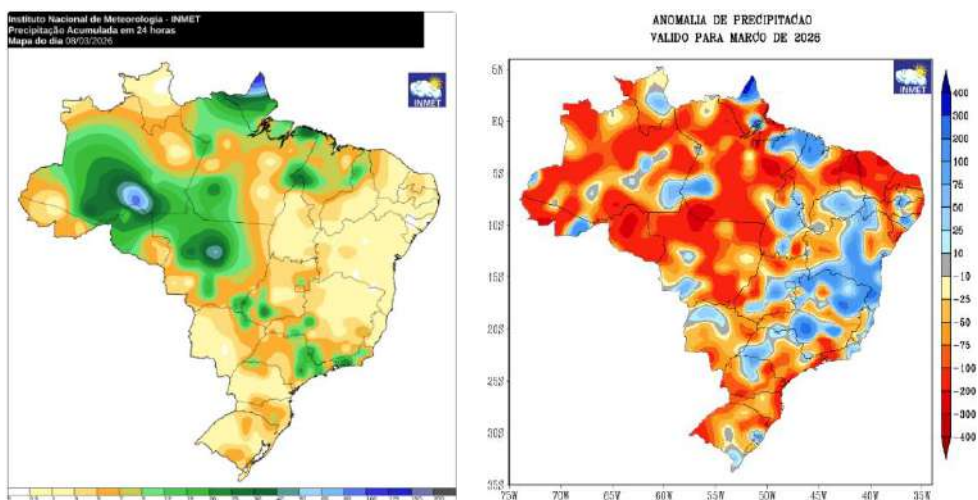 Instituto Nacional de Meteorologia - INMET
Precipitação Acumulada em 24 horas
Mapa do dia 08/03/2026
INMET
ANOMALIA DE PRECIPITACAO
VALIDO PARA MARCO DE 2026
INMET
5N
EQ
5S
10S
15S
20S
25S
30S
35S
75W
70W
65W
60W
55W
50W
45W
40W
35W
400
300
200
100
75
50
25
10
-10
-25
-50
-75
-100
-200
-300
-400